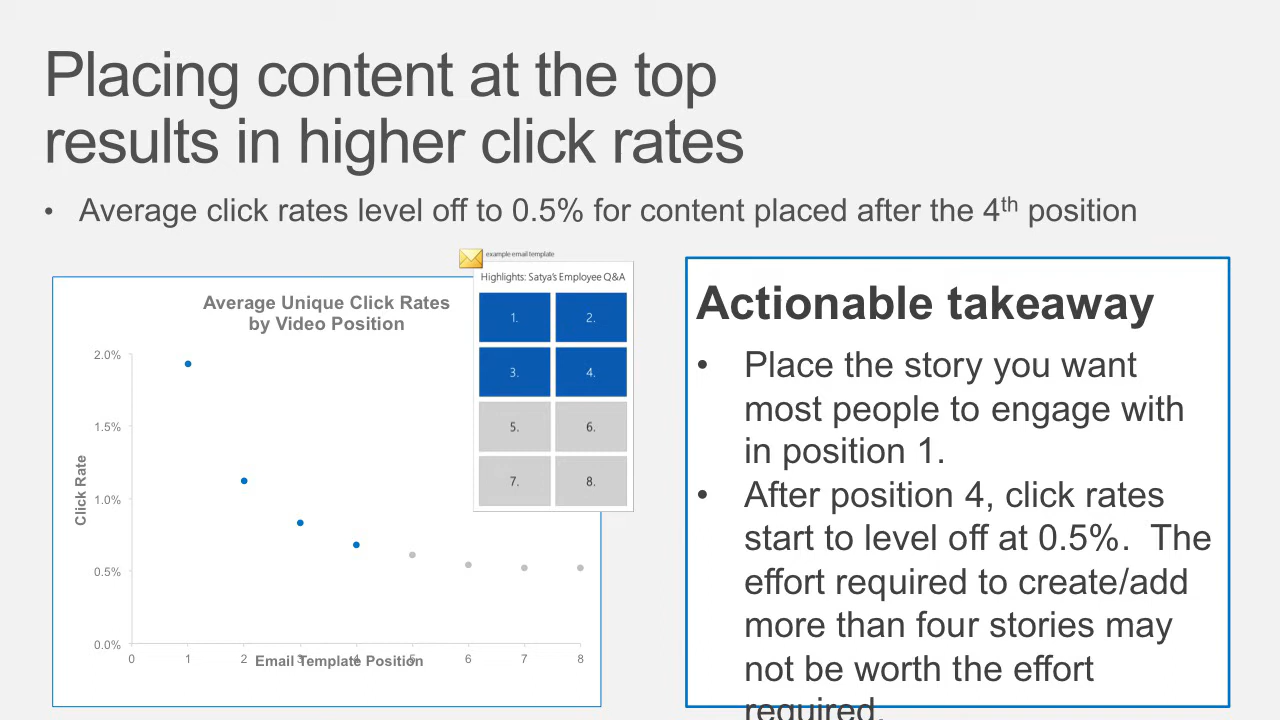 Placing content at the top
results in higher click rates
• Average click rates level off to 0.5% for content placed after the 4th position
example email template
Highlights: Satya's Employee Q&A
1. 2.
3. 4.
5. 6.
7. 8.
Average Unique Click Rates
by Video Position
2.0%
1.5%
1.0%
0.5%
0.0%
Click Rate
0 1 2 3 4 5 6 7 8
Email Template Position
Actionable takeaway
• Place the story you want
most people to engage with
in position 1.
• After position 4, click rates
start to level off at 0.5%.  The
effort required to create/add
more than four stories may
not be worth the effort
required.